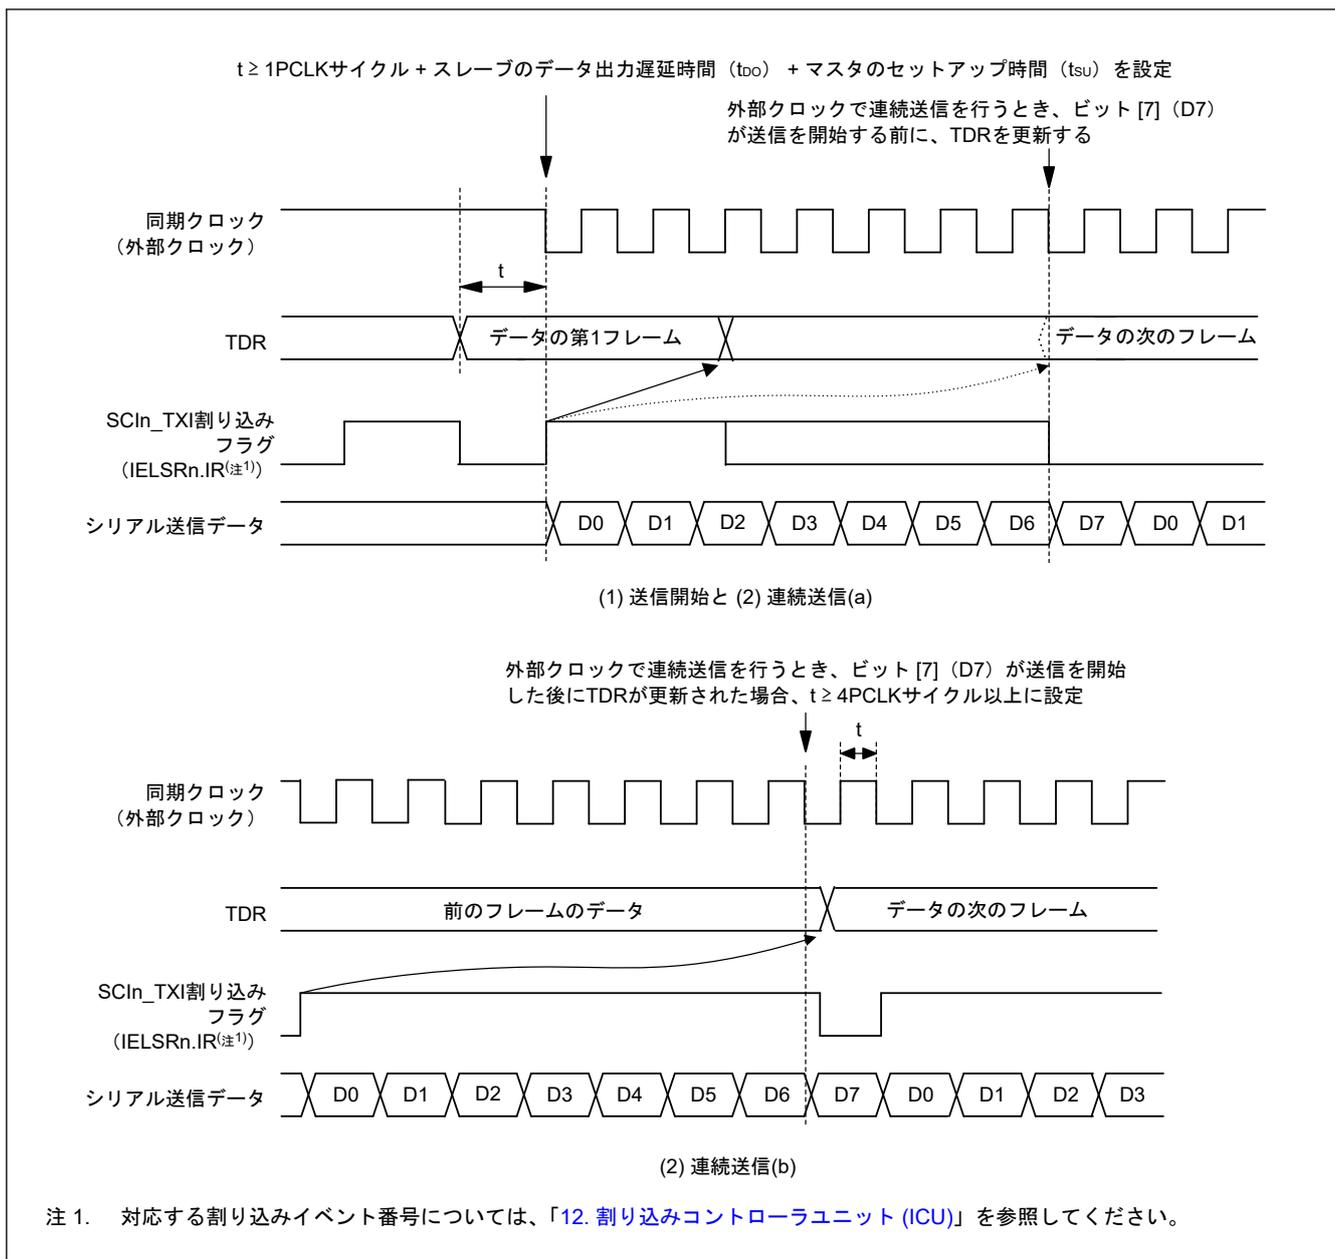 t ≥ 1PCLKサイクル + スレーブのデータ出力遅延時間（tDO） + マスタのセットアップ時間（tSU）を設定
外部クロックで連続送信を行うとき、ビット [7]（D7）
が送信を開始する前に、TDRを更新する
同期クロック
（外部クロック）
t
TDR
データの第1フレーム
データの次のフレーム
SCIn_TXI割り込み
フラグ
（IELSRn.IR(注1)）
シリアル送信データ
D0 D1 D2 D3 D4 D5 D6 D7 D0 D1
(1) 送信開始と (2) 連続送信(a)
外部クロックで連続送信を行うとき、ビット [7]（D7）が送信を開始
した後にTDRが更新された場合、t ≥ 4PCLKサイクル以上に設定
t
同期クロック
（外部クロック）
TDR
前のフレームのデータ
データの次のフレーム
SCIn_TXI割り込み
フラグ
（IELSRn.IR(注1)）
シリアル送信データ
D0 D1 D2 D3 D4 D5 D6 D7 D0 D1 D2 D3
(2) 連続送信(b)
注 1. 対応する割り込みイベント番号については、「12. 割り込みコントローラユニット (ICU)」を参照してください。